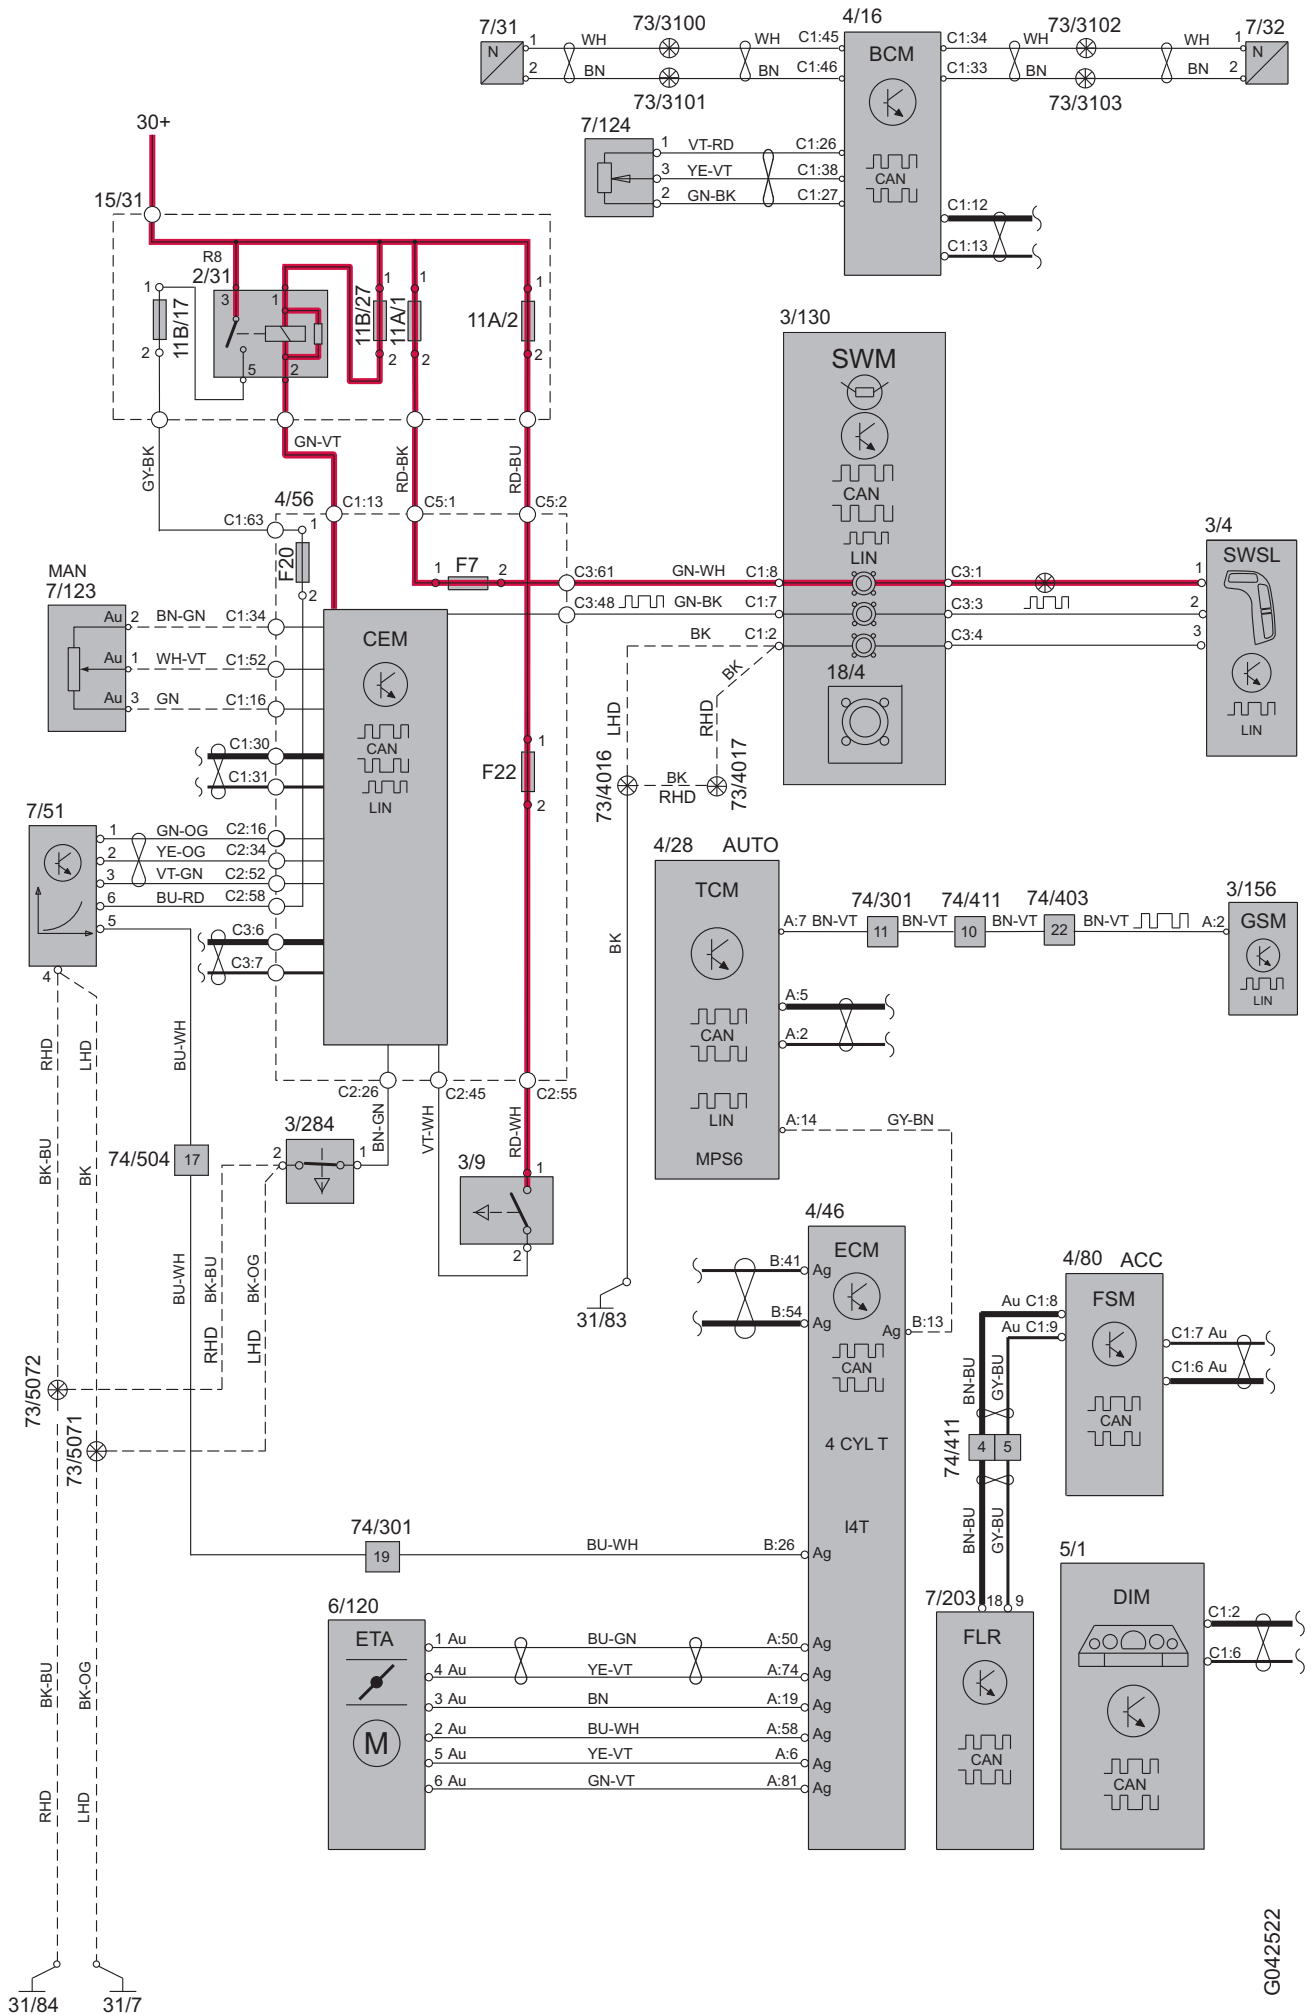 7/31
N
1
2
WH
BN
73/3100
73/3101
WH
BN
C1:45
C1:46
4/16
BCM
CAN
C1:34
C1:33
WH
BN
73/3102
73/3103
WH
BN
1
2
7/32
N
7/124
1
3
2
VT-RD
YE-VT
GN-BK
C1:26
C1:38
C1:27
C1:12
C1:13
30+
15/31
R8
2/31
1
11B/17
2
3
1
5
2
1
11B/27
2
1
11A/1
2
1
11A/2
2
GY-BK
GN-VT
RD-BK
RD-BU
4/56
C1:13
C5:1
C5:2
C1:63
1
F20
2
1
F7
2
C3:61
GN-WH
C1:8
C3:48
GN-BK
C1:7
BK
C1:2
3/130
SWM
CAN
LIN
18/4
C3:1
C3:3
C3:4
3/4
SWSL
1
2
3
LIN
BK
LHD
RHD
73/4016
BK
RHD
73/4017
BK
31/83
MAN
7/123
Au 2
Au 1
Au 3
BN-GN
WH-VT
GN
C1:34
C1:52
C1:16
CEM
CAN
LIN
C1:30
C1:31
1
F22
2
7/51
1
2
3
6
5
4
GN-OG
YE-OG
VT-GN
BU-RD
C2:16
C2:34
C2:52
C2:58
C3:6
C3:7
RHD
LHD
BU-WH
BK-BU
BK
74/504
17
BU-WH
C2:26
C2:45
C2:55
BN-GN
VT-WH
RD-WH
3/284
2
1
3/9
1
2
RHD
BK-BU
LHD
BK-OG
73/5072
73/5071
BK-BU
BK-OG
RHD
LHD
31/84
31/7
4/28
AUTO
TCM
CAN
LIN
MPS6
A:7
BN-VT
74/301
11
BN-VT
74/411
10
BN-VT
74/403
22
BN-VT
A:2
3/156
GSM
LIN
A:5
A:2
A:14
GY-BN
4/46
ECM
CAN
4 CYL T
I4T
B:41
Ag
B:54
Ag
Ag
B:13
74/301
19
BU-WH
B:26
Ag
6/120
ETA
M
1 Au
BU-GN
A:50
Ag
4 Au
YE-VT
A:74
Ag
3 Au
BN
A:19
Ag
2 Au
BU-WH
A:58
Ag
5 Au
YE-VT
A:6
Ag
6 Au
GN-VT
A:81
Ag
4/80
ACC
FSM
CAN
Au C1:8
Au C1:9
C1:7 Au
C1:6 Au
BN-BU
GY-BU
74/411
4
5
BN-BU
GY-BU
7/203
18
9
FLR
CAN
5/1
DIM
CAN
C1:2
C1:6
G042522